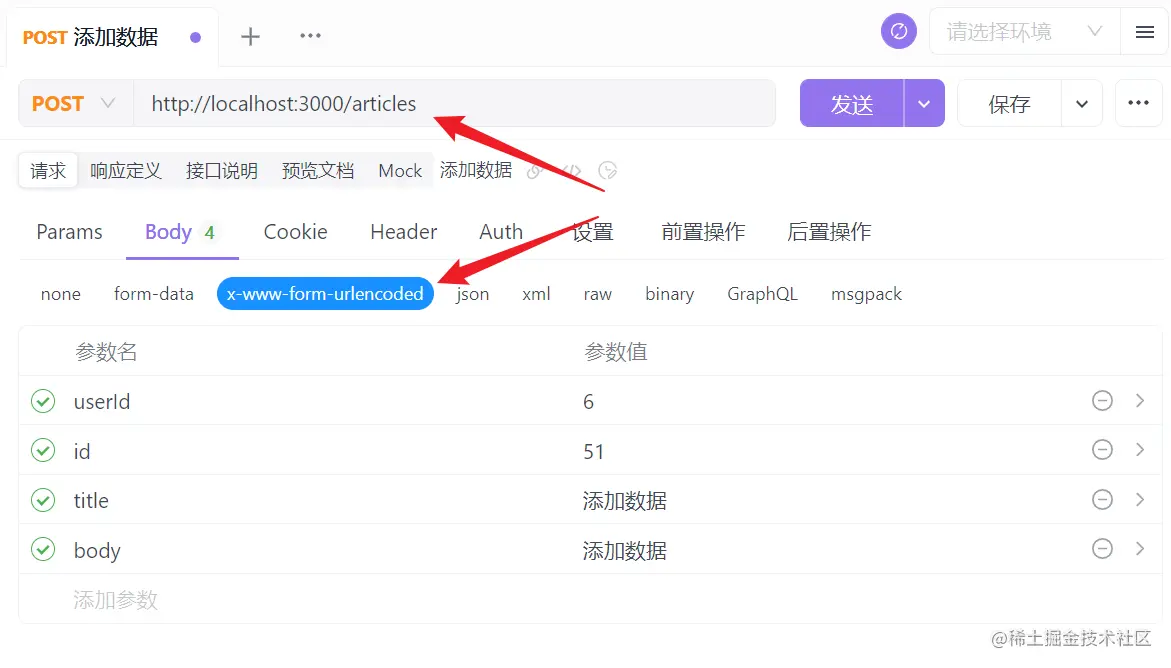 POST 添加数据
请选择环境
POST http://localhost:3000/articles 发送 保存
请求 响应定义 接口说明 预览文档 Mock 添加数据
Params Body 4 Cookie Header Auth 设置 前置操作 后置操作
none form-data x-www-form-urlencoded json xml raw binary GraphQL msgpack
参数名 参数值
userId 6
id 51
title 添加数据
body 添加数据
添加参数
@稀土掘金技术社区